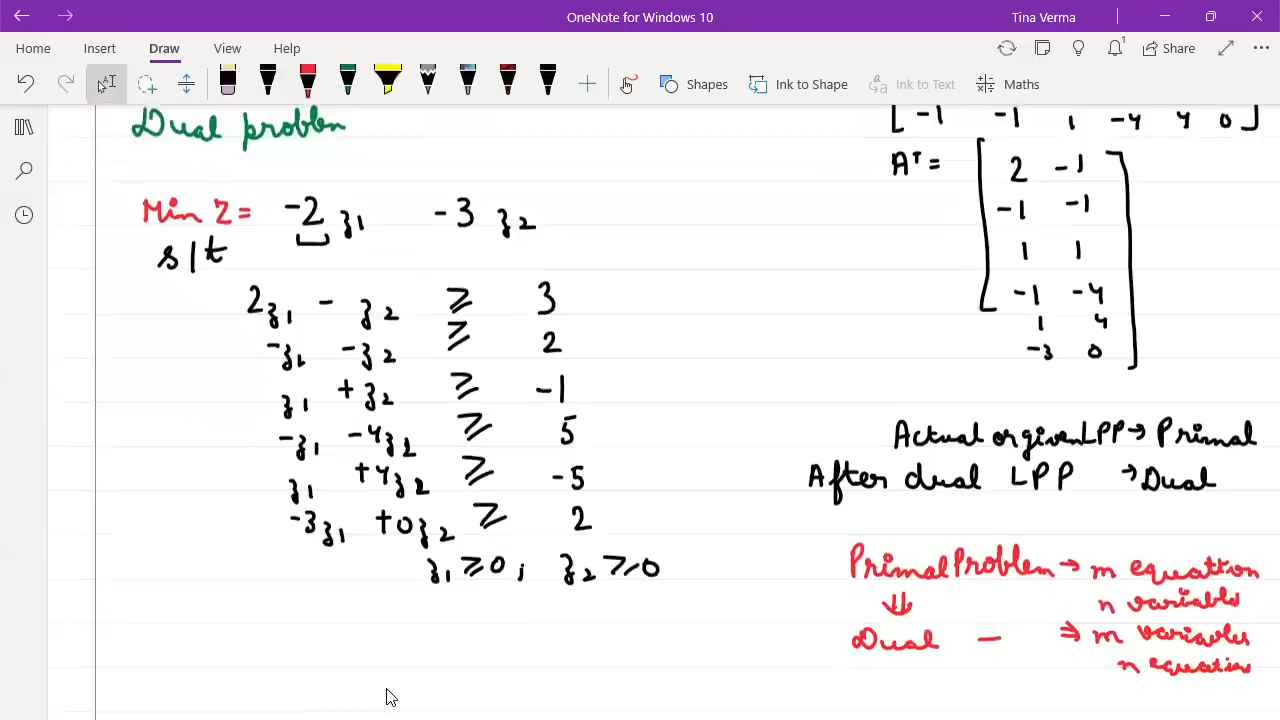 OneNote for Windows 10
Tina Verma
Home Insert Draw View Help
1
Share
Shapes Ink to Shape Ink to Text Maths
Dual problem
Min Z = -2 z1 -3 z2
s/t
2z1 - z2 ≥ 3
-z1 -z2 ≥ 2
z1 +z2 ≥ -1
-z1 -4z2 ≥ 5
z1 +4z2 ≥ -5
-3z1 +0z2 ≥ 2
z1 ≥ 0, z2 ≥ 0
[ -1 -1 1 -4 4 0 ]
Aᵀ =
2 -1
-1 -1
1 1
-1 -4
1 4
-3 0
Actual or given LPP → Primal
After dual LPP → Dual
Primal Problem → m equation
n variables
⇓
Dual — ⇒ m variables
n equation